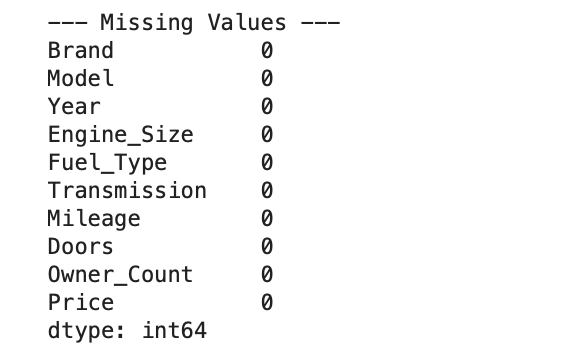 --- Missing Values ---
Brand           0
Model           0
Year            0
Engine_Size     0
Fuel_Type       0
Transmission    0
Mileage         0
Doors           0
Owner_Count     0
Price           0
dtype: int64